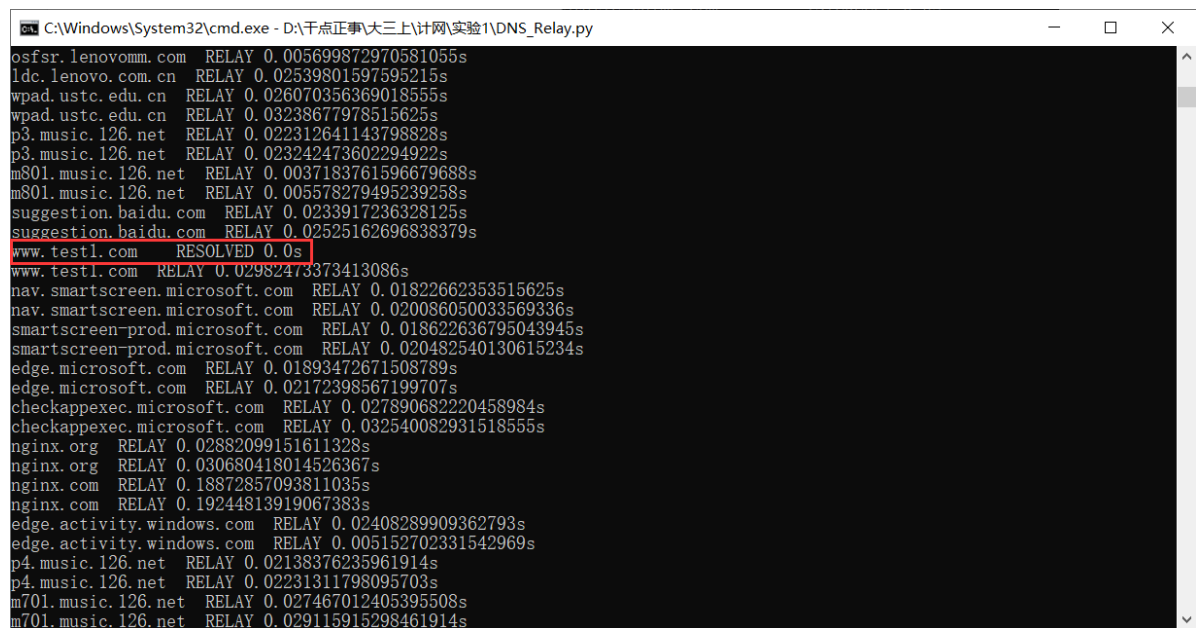 C:\Windows\System32\cmd.exe - D:\干点正事\大三上\计网\实验1\DNS_Relay.py
osfsr.lenovomm.com  RELAY 0.005699872970581055s
ldc.lenovo.com.cn  RELAY 0.02539801597595215s
wpad.ustc.edu.cn  RELAY 0.026070356369018555s
wpad.ustc.edu.cn  RELAY 0.03238677978515625s
p3.music.126.net  RELAY 0.022312641143798828s
p3.music.126.net  RELAY 0.023242473602294922s
m801.music.126.net  RELAY 0.0037183761596679688s
m801.music.126.net  RELAY 0.005578279495239258s
suggestion.baidu.com  RELAY 0.0233917236328125s
suggestion.baidu.com  RELAY 0.02525162696838379s
www.test1.com    RESOLVED 0.0s
www.test1.com  RELAY 0.02982473373413086s
nav.smartscreen.microsoft.com  RELAY 0.01822662353515625s
nav.smartscreen.microsoft.com  RELAY 0.020086050033569336s
smartscreen-prod.microsoft.com  RELAY 0.018622636795043945s
smartscreen-prod.microsoft.com  RELAY 0.020482540130615234s
edge.microsoft.com  RELAY 0.01893472671508789s
edge.microsoft.com  RELAY 0.02172398567199707s
checkappexec.microsoft.com  RELAY 0.027890682220458984s
checkappexec.microsoft.com  RELAY 0.032540082931518555s
nginx.org  RELAY 0.02882099151611328s
nginx.org  RELAY 0.030680418014526367s
nginx.com  RELAY 0.18872857093811035s
nginx.com  RELAY 0.19244813919067383s
edge.activity.windows.com  RELAY 0.02408289909362793s
edge.activity.windows.com  RELAY 0.005152702331542969s
p4.music.126.net  RELAY 0.02138376235961914s
p4.music.126.net  RELAY 0.02231311798095703s
m701.music.126.net  RELAY 0.027467012405395508s
m701.music.126.net  RELAY 0.029115915298461914s